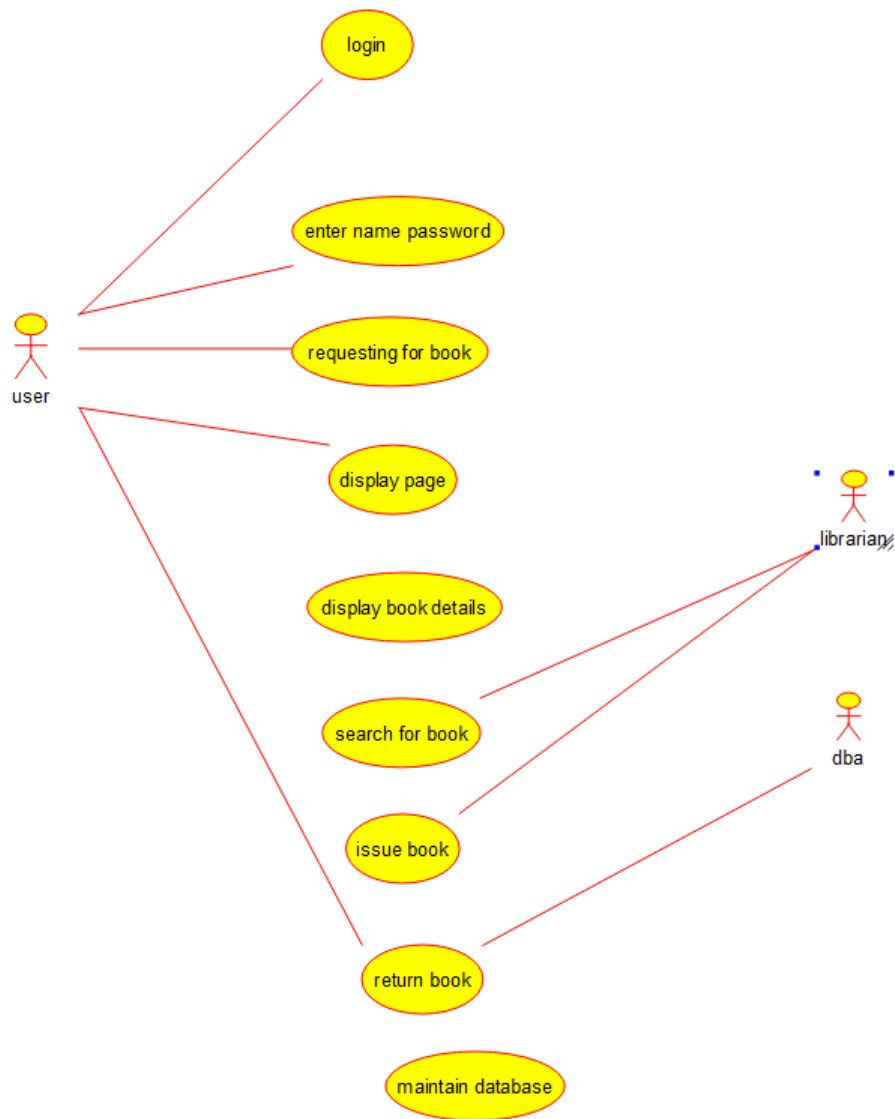 login
enter name password
requesting for book
user
display page
librarian
display book details
search for book
dba
issue book
return book
maintain database